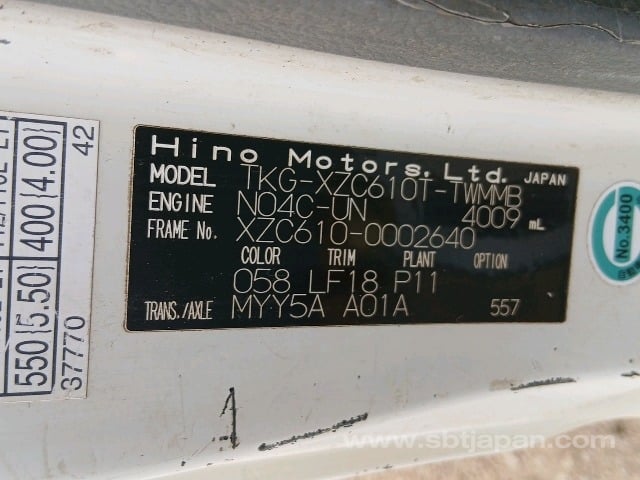 Hino Motors, Ltd. JAPAN
MODEL TKG-XZC610T-TWMMB
ENGINE N04C-UN 4009 mL
FRAME No. XZC610-0002640
COLOR TRIM PLANT OPTION
058 LF18 P11
TRANS./AXLE MYY5A A01A 557
550(5.50) 400(4.00)
37770 42
No.3400
1
www.sbtjapan.com